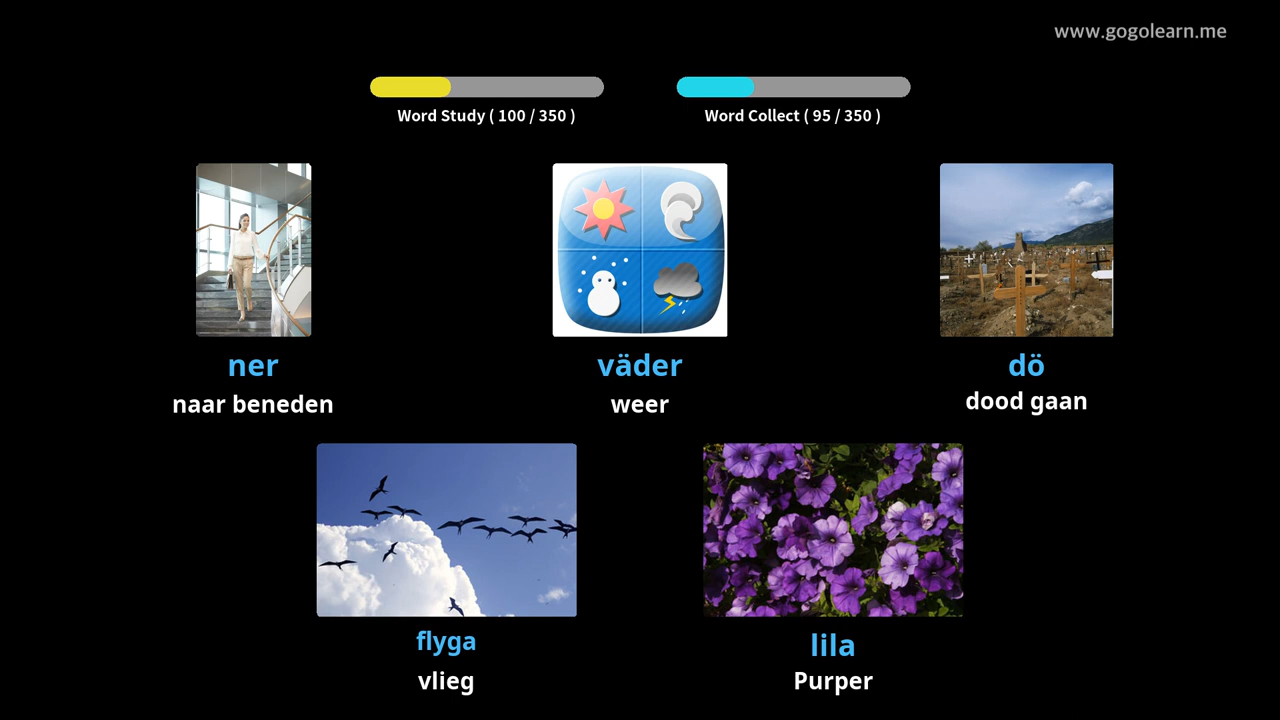 www.gogolearn.me
Word Study ( 100 / 350 )
Word Collect ( 95 / 350 )
ner
naar beneden
väder
weer
dö
dood gaan
flyga
vlieg
lila
Purper